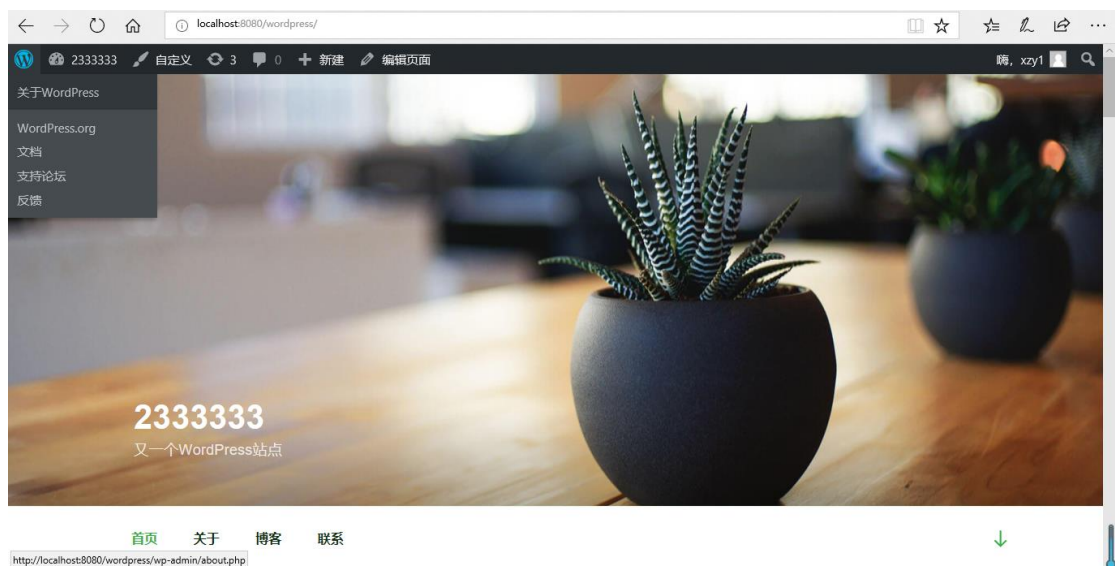 localhost:8080/wordpress/
2333333 自定义 3 0 新建 编辑页面 嗨，xzy1
关于WordPress
WordPress.org
文档
支持论坛
反馈
2333333
又一个WordPress站点
首页 关于 博客 联系
http://localhost:8080/wordpress/wp-admin/about.php